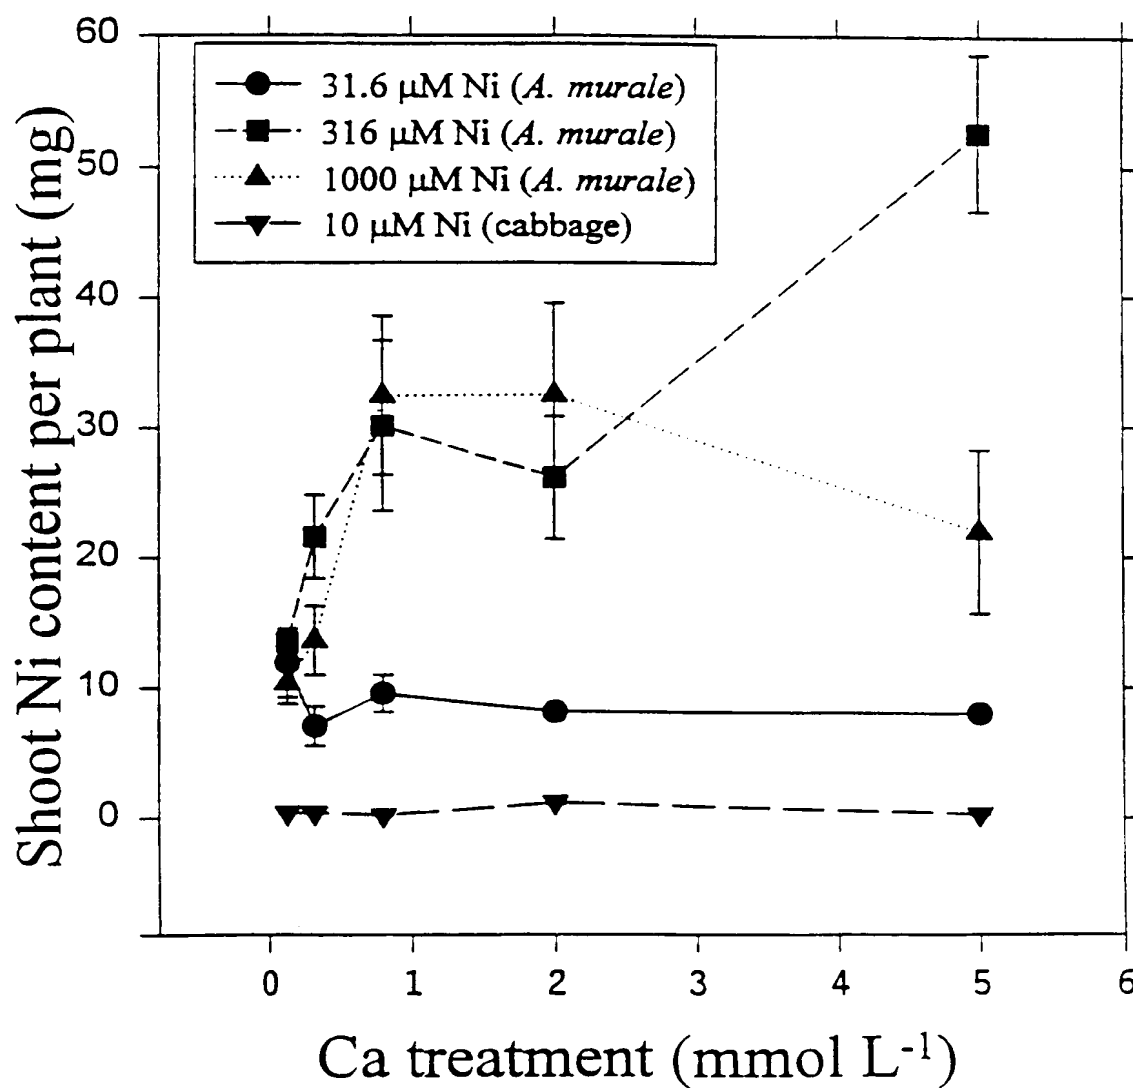 Shoot Ni content per plant (mg)
60
50
40
30
20
10
0
31.6 µM Ni (A. murale)
316 µM Ni (A. murale)
1000 µM Ni (A. murale)
10 µM Ni (cabbage)
0 1 2 3 4 5 6
Ca treatment (mmol L⁻¹)